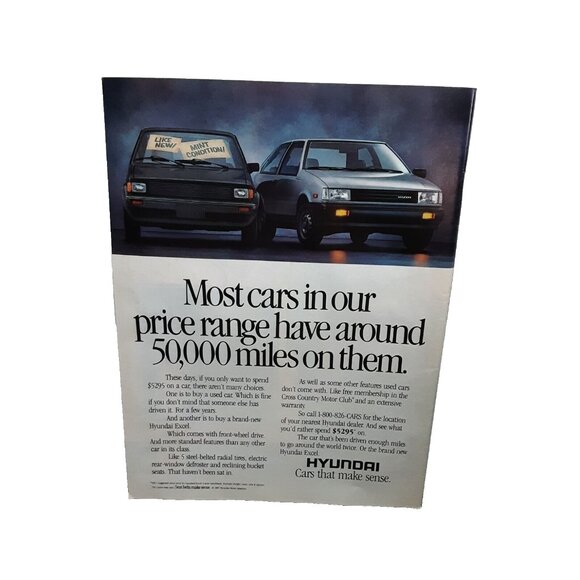 LIKE
NEW!
MINT
CONDITION!
HYUNDAI
Most cars in our
price range have around
50,000 miles on them.
These days, if you only want to spend
$5295 on a car, there aren't many choices.
One is to buy a used car. Which is fine
if you don't mind that someone else has
driven it. For a few years.
And another is to buy a brand-new
Hyundai Excel.
Which comes with front-wheel drive.
And more standard features than any other
car in its class.
Like 5 steel-belted radial tires, electric
rear-window defroster and reclining bucket
seats. That haven't been sat in.
As well as some other features used cars
don't come with. Like free membership in the
Cross Country Motor Club® and an extensive
warranty.
So call 1-800-826-CARS for the location
of your nearest Hyundai dealer. And see what
you'd rather spend $5295* on.
The car that's been driven enough miles
to go around the world twice. Or the brand-new
Hyundai Excel.
HYUNDAI
Cars that make sense.
Seat belts make sense.